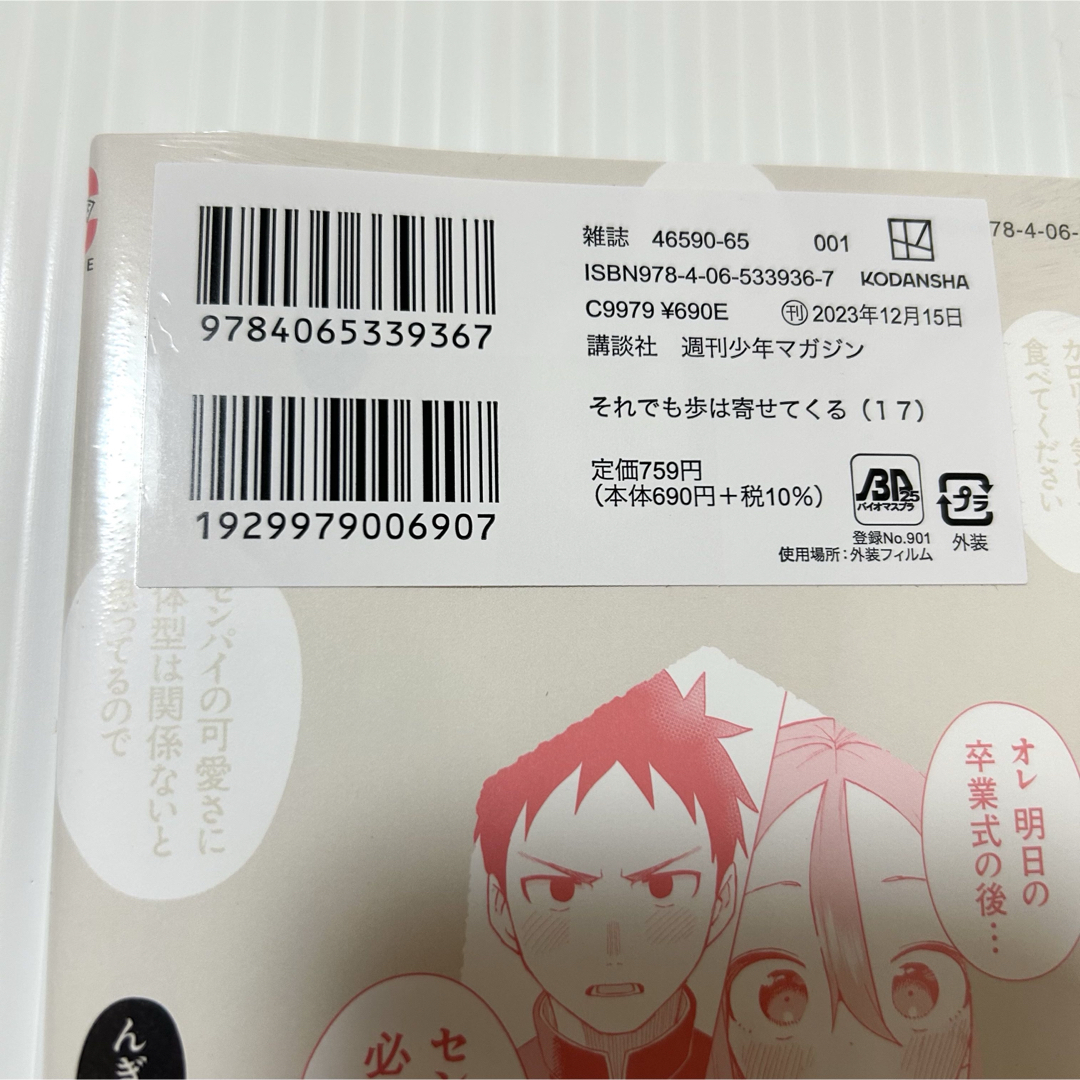 9784065339367
1929979006907
雑誌 46590-65 001
ISBN978-4-06-533936-7
KODANSHA
C9979 ¥690E ㊞2023年12月15日
講談社 週刊少年マガジン
それでも歩は寄せてくる（17）
定価759円
（本体690円＋税10%）
バイオマスプラ
25
登録No.901
使用場所：外装フィルム
プラ
外装
78-4-06-
食べてください
センパイの可愛さに
体型は関係ないと
思ってるので
オレ 明日の
卒業式の後…
必
んぎ